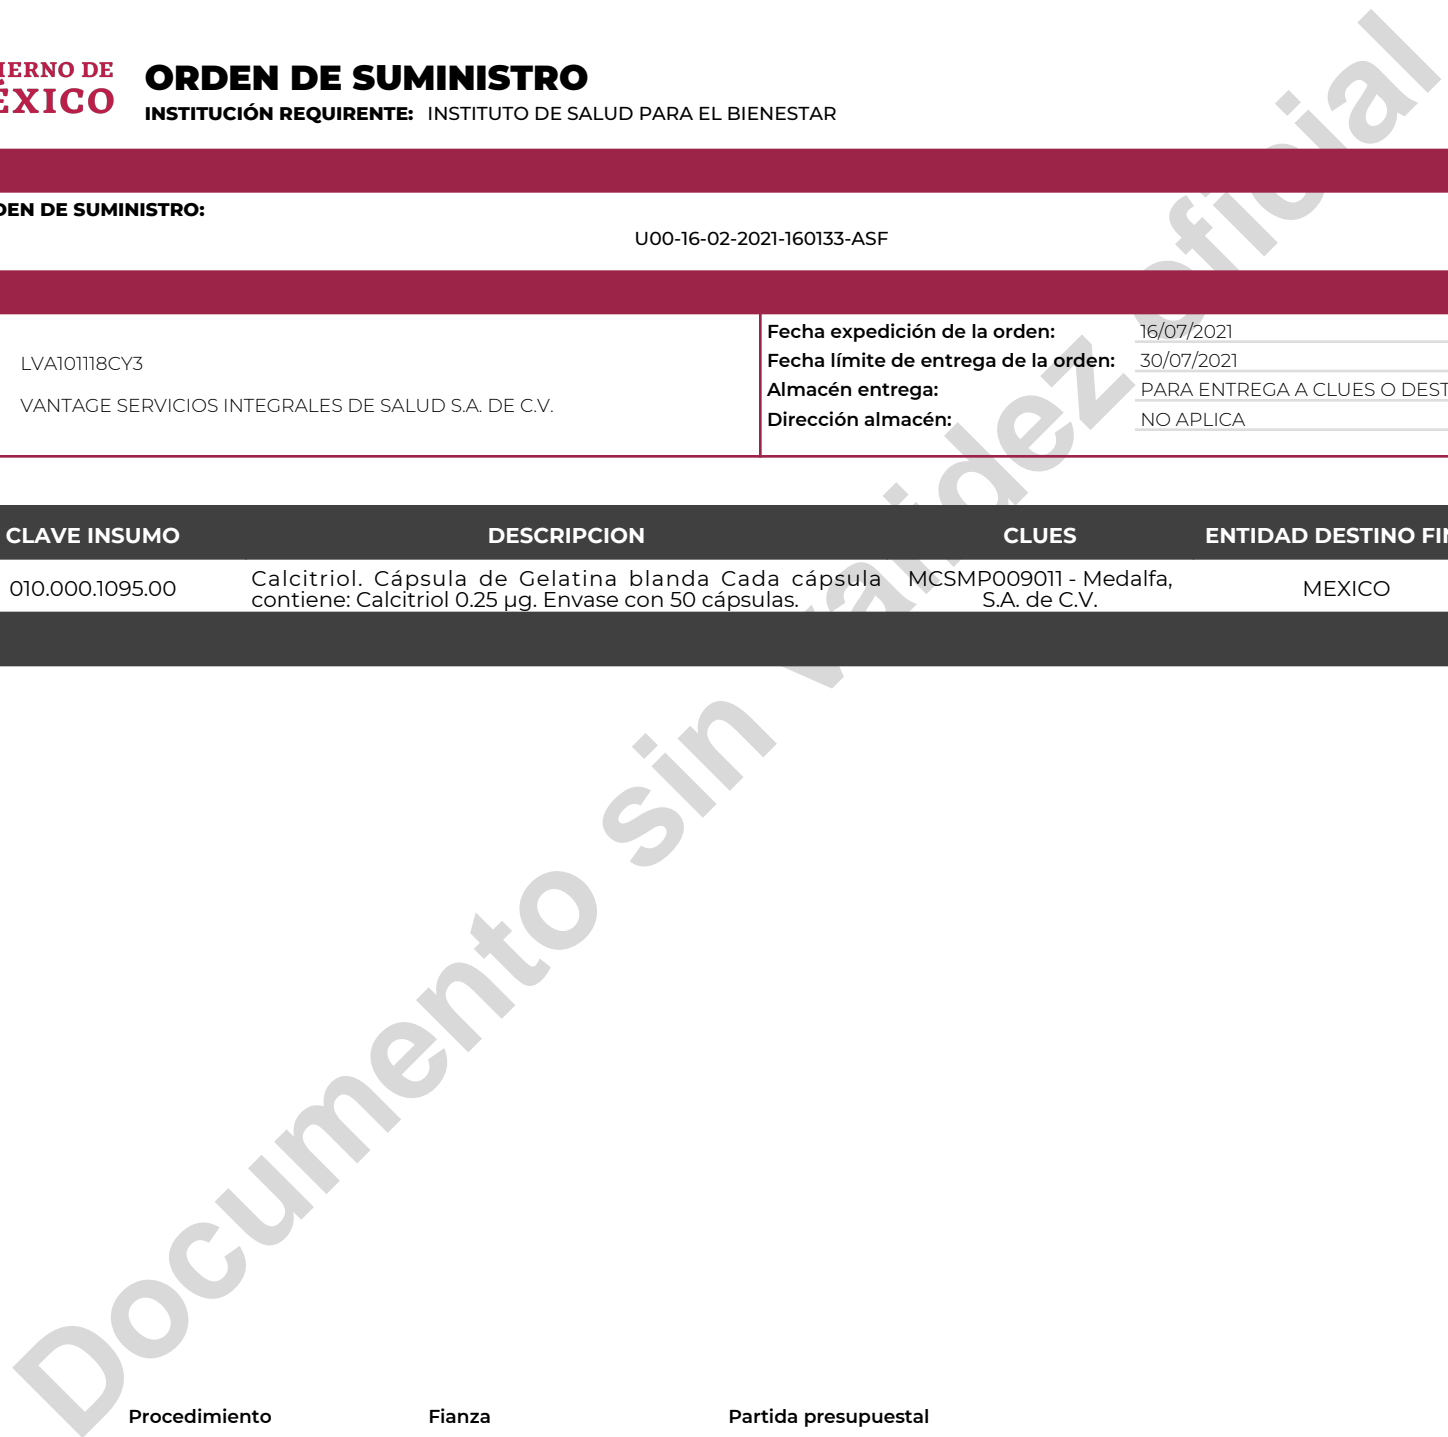 IERNO DE
ÉXICO
ORDEN DE SUMINISTRO
INSTITUCIÓN REQUIRENTE: INSTITUTO DE SALUD PARA EL BIENESTAR
DEN DE SUMINISTRO:
U00-16-02-2021-160133-ASF
LVA101118CY3
VANTAGE SERVICIOS INTEGRALES DE SALUD S.A. DE C.V.
Fecha expedición de la orden: 16/07/2021
Fecha límite de entrega de la orden: 30/07/2021
Almacén entrega: PARA ENTREGA A CLUES O DEST
Dirección almacén: NO APLICA
CLAVE INSUMO DESCRIPCION CLUES ENTIDAD DESTINO FIN
010.000.1095.00
Calcitriol. Cápsula de Gelatina blanda Cada cápsula
contiene: Calcitriol 0.25 µg. Envase con 50 cápsulas.
MCSMP009011 - Medalfa,
S.A. de C.V.
MEXICO
Documento sin validez oficial
Procedimiento Fianza Partida presupuestal